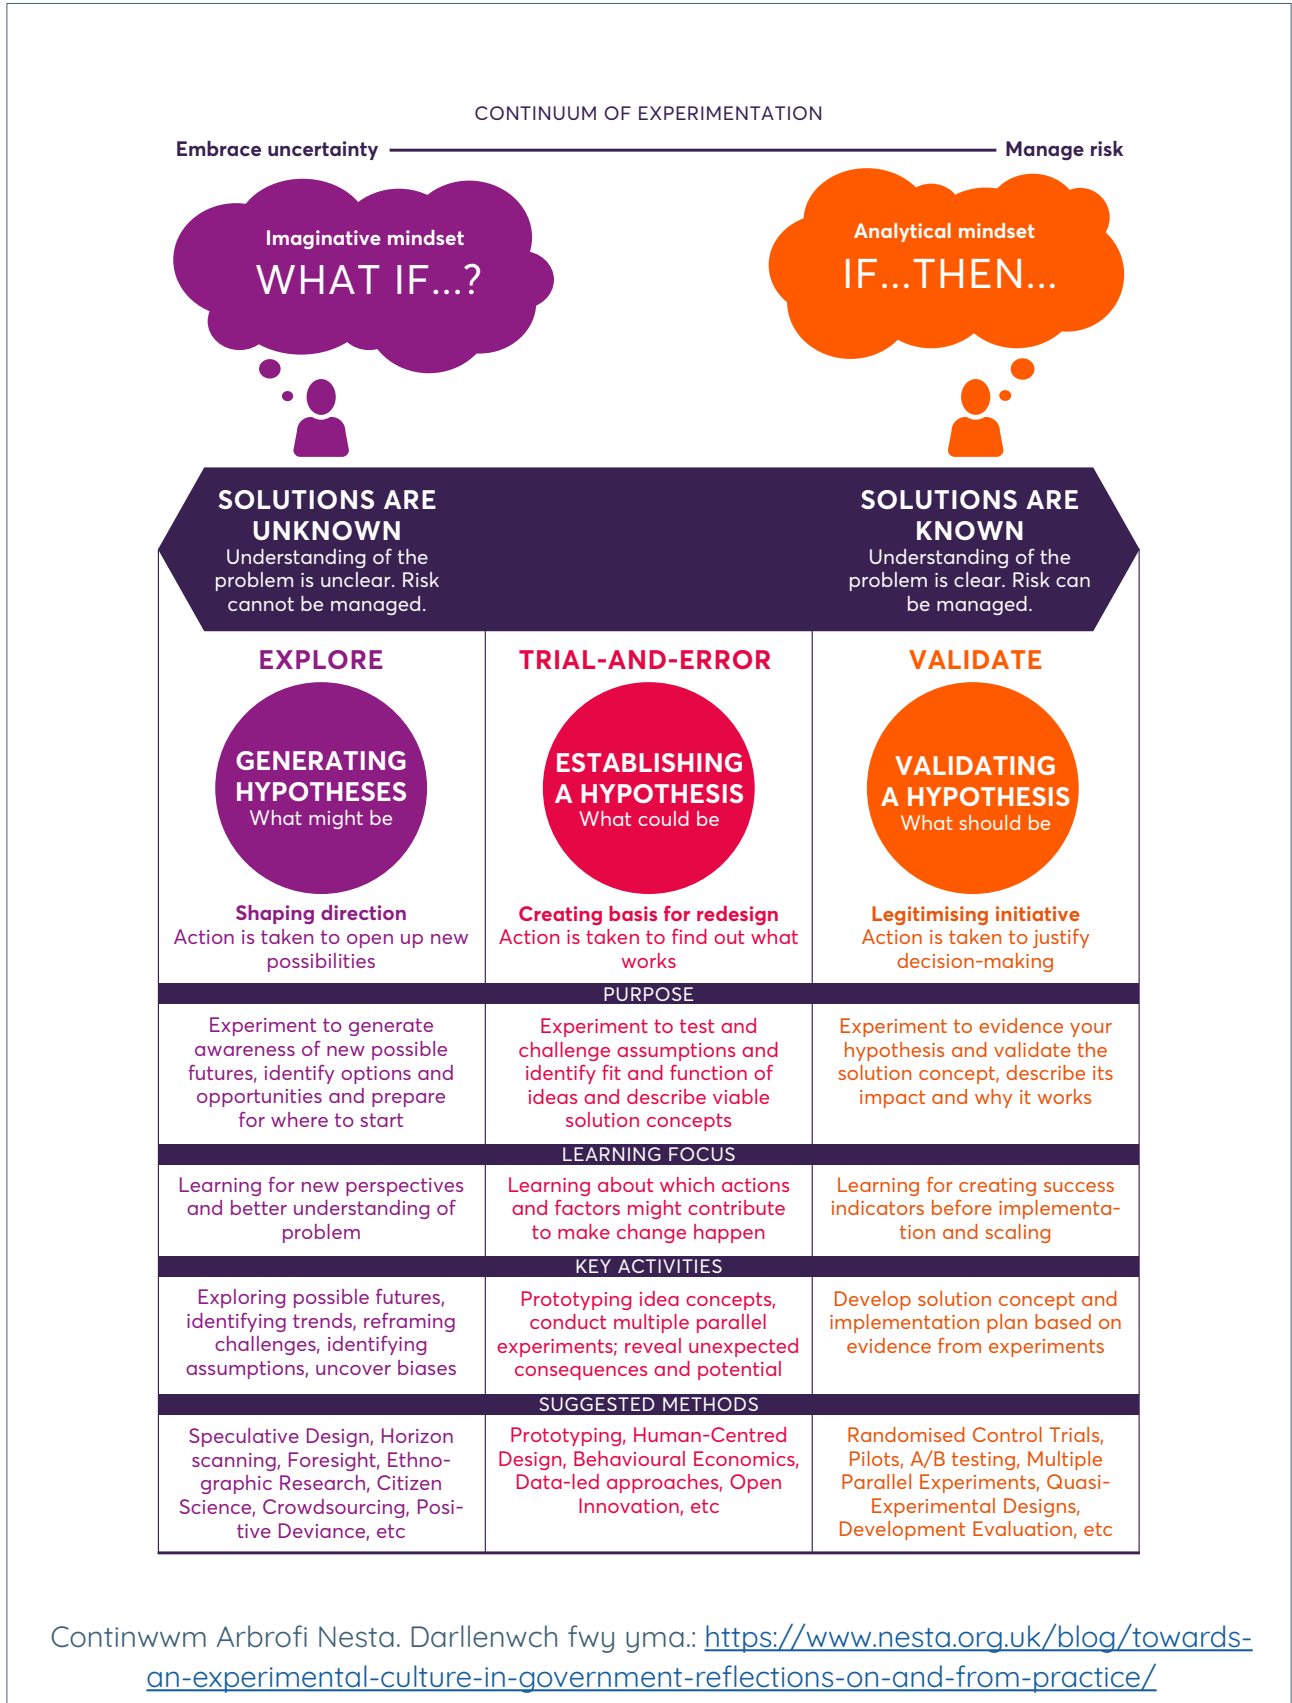 CONTINUUM OF EXPERIMENTATION
Embrace uncertainty
Manage risk
Imaginative mindset
WHAT IF...?
Analytical mindset
IF...THEN...
SOLUTIONS ARE
UNKNOWN
Understanding of the
problem is unclear. Risk
cannot be managed.
SOLUTIONS ARE
KNOWN
Understanding of the
problem is clear. Risk can
be managed.
EXPLORE
GENERATING
HYPOTHESES
What might be
Shaping direction
Action is taken to open up new
possibilities
TRIAL-AND-ERROR
ESTABLISHING
A HYPOTHESIS
What could be
Creating basis for redesign
Action is taken to find out what
works
VALIDATE
VALIDATING
A HYPOTHESIS
What should be
Legitimising initiative
Action is taken to justify
decision-making
PURPOSE
Experiment to generate
awareness of new possible
futures, identify options and
opportunities and prepare
for where to start
Experiment to test and
challenge assumptions and
identify fit and function of
ideas and describe viable
solution concepts
Experiment to evidence your
hypothesis and validate the
solution concept, describe its
impact and why it works
LEARNING FOCUS
Learning for new perspectives
and better understanding of
problem
Learning about which actions
and factors might contribute
to make change happen
Learning for creating success
indicators before implementa-
tion and scaling
KEY ACTIVITIES
Exploring possible futures,
identifying trends, reframing
challenges, identifying
assumptions, uncover biases
Prototyping idea concepts,
conduct multiple parallel
experiments; reveal unexpected
consequences and potential
Develop solution concept and
implementation plan based on
evidence from experiments
SUGGESTED METHODS
Speculative Design, Horizon
scanning, Foresight, Ethno-
graphic Research, Citizen
Science, Crowdsourcing, Posi-
tive Deviance, etc
Prototyping, Human-Centred
Design, Behavioural Economics,
Data-led approaches, Open
Innovation, etc
Randomised Control Trials,
Pilots, A/B testing, Multiple
Parallel Experiments, Quasi-
Experimental Designs,
Development Evaluation, etc
Continwwm Arbrofi Nesta. Darllenwch fwy yma.: https://www.nesta.org.uk/blog/towards-
an-experimental-culture-in-government-reflections-on-and-from-practice/